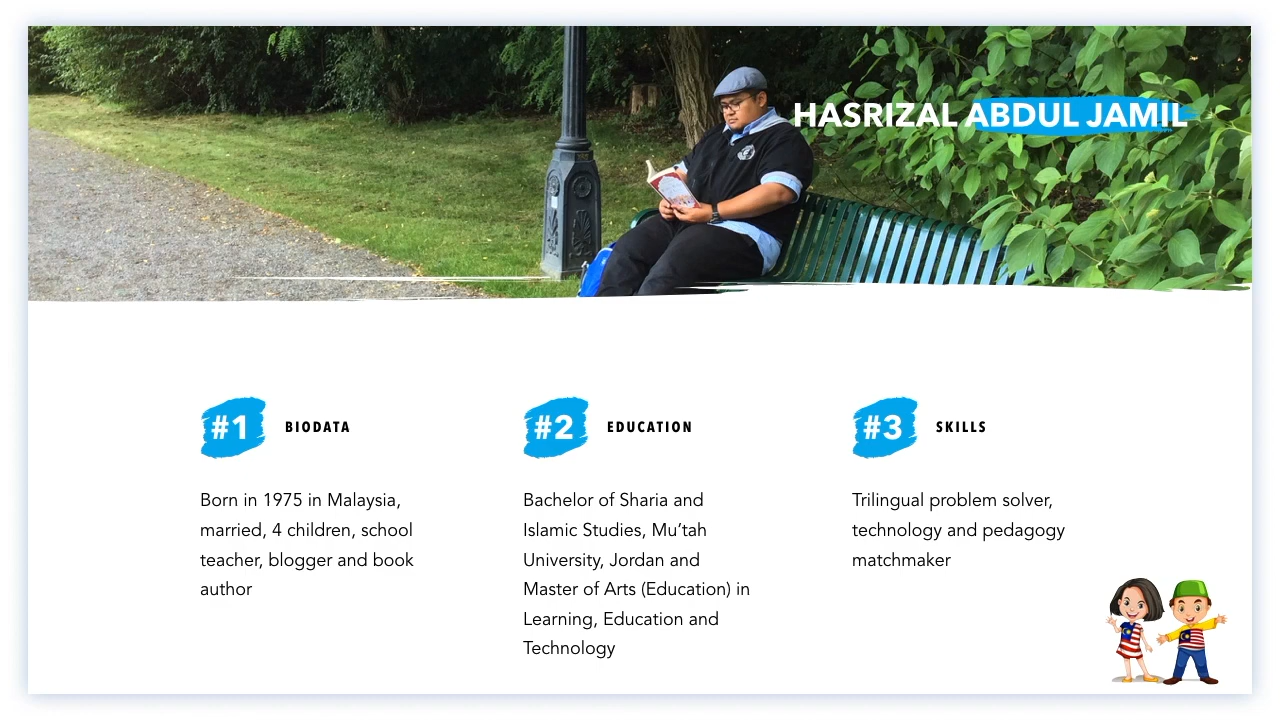 HASRIZAL ABDUL JAMIL
#1 BIODATA
Born in 1975 in Malaysia,
married, 4 children, school
teacher, blogger and book
author
#2 EDUCATION
Bachelor of Sharia and
Islamic Studies, Mu’tah
University, Jordan and
Master of Arts (Education) in
Learning, Education and
Technology
#3 SKILLS
Trilingual problem solver,
technology and pedagogy
matchmaker